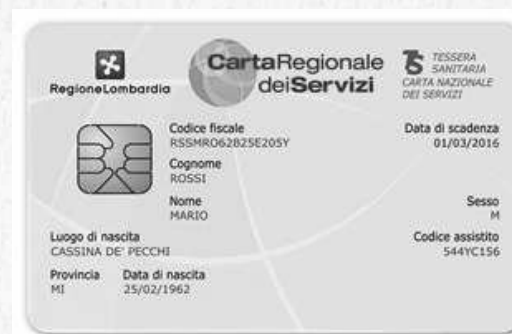 RegioneLombardia
CartaRegionale
deiServizi
TS TESSERA
SANITARIA
CARTA NAZIONALE
DEI SERVIZI
Codice fiscale
RSSMRO62B25E205Y
Data di scadenza
01/03/2016
Cognome
ROSSI
Nome
MARIO
Sesso
M
Luogo di nascita
CASSINA DE' PECCHI
Codice assistito
544YC156
Provincia Data di nascita
MI 25/02/1962